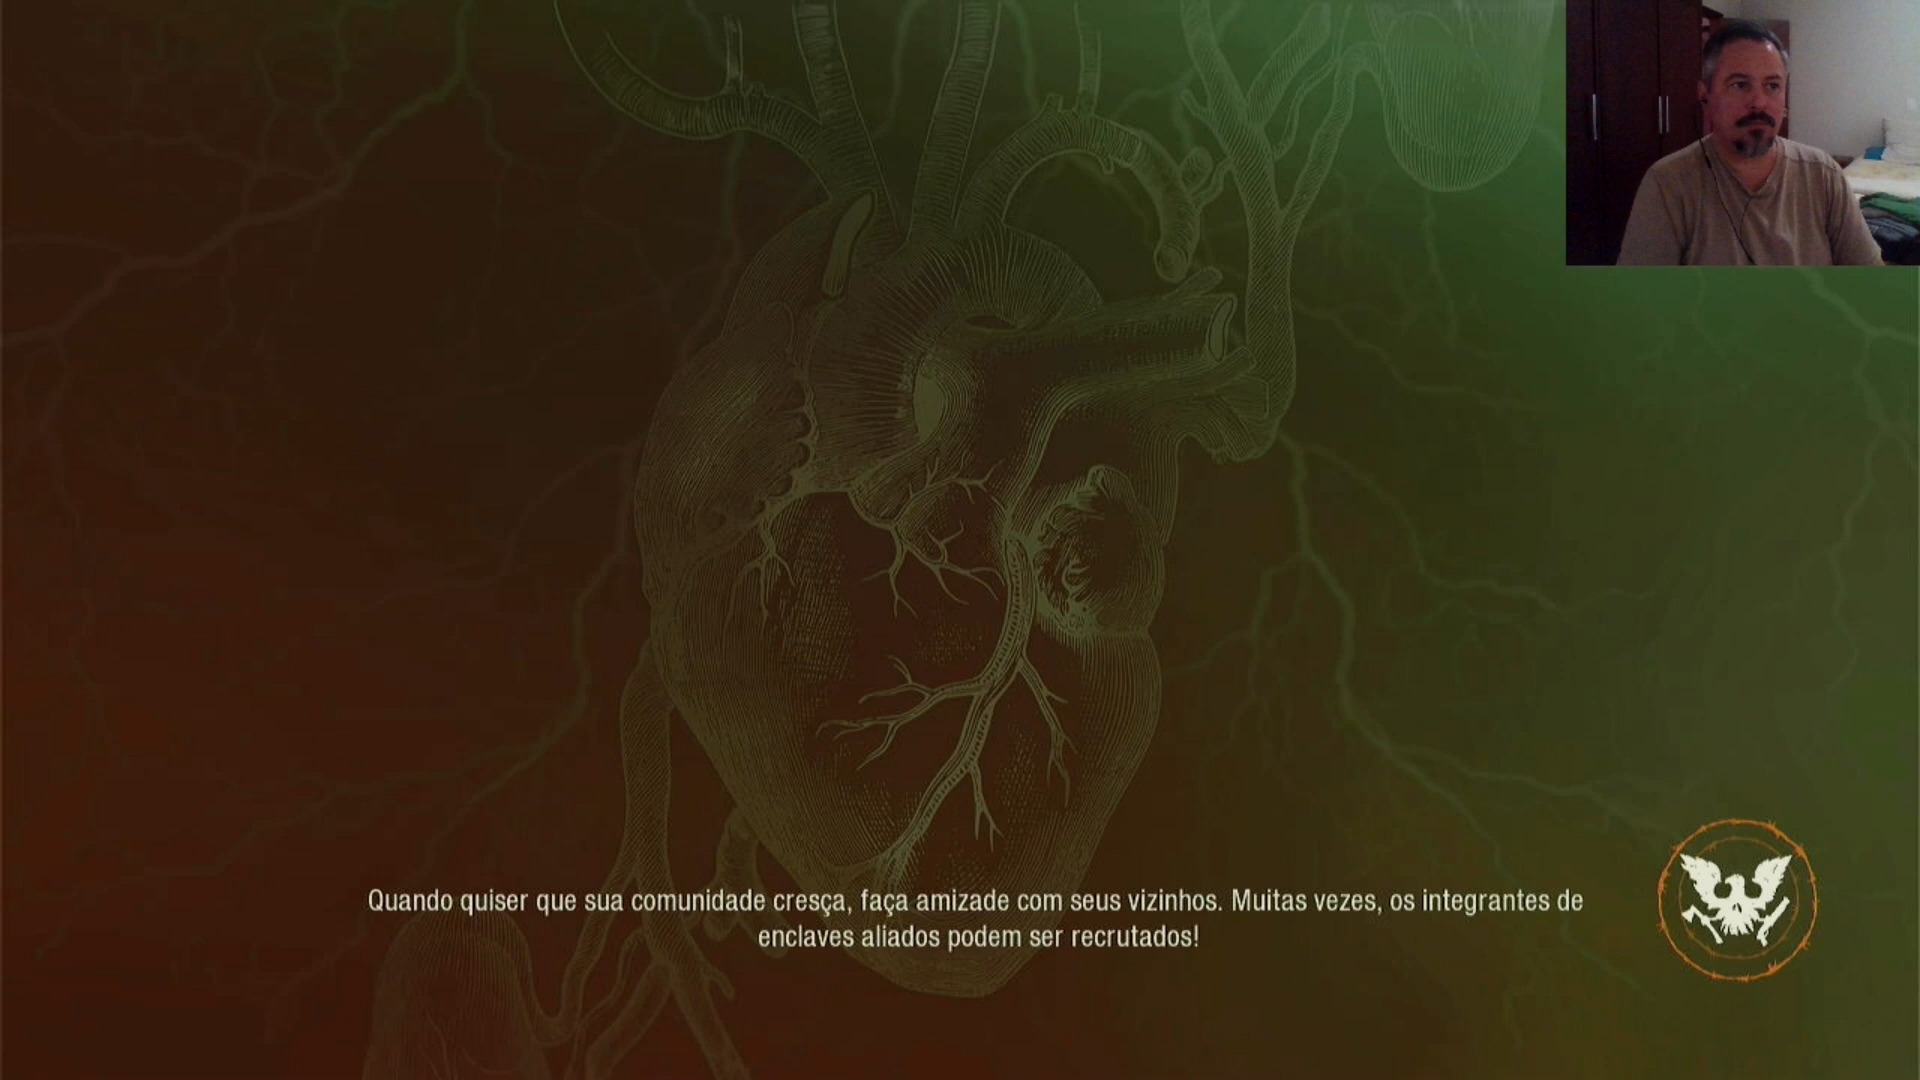 Quando quiser que sua comunidade cresça, faça amizade com seus vizinhos. Muitas vezes, os integrantes de
enclaves aliados podem ser recrutados!